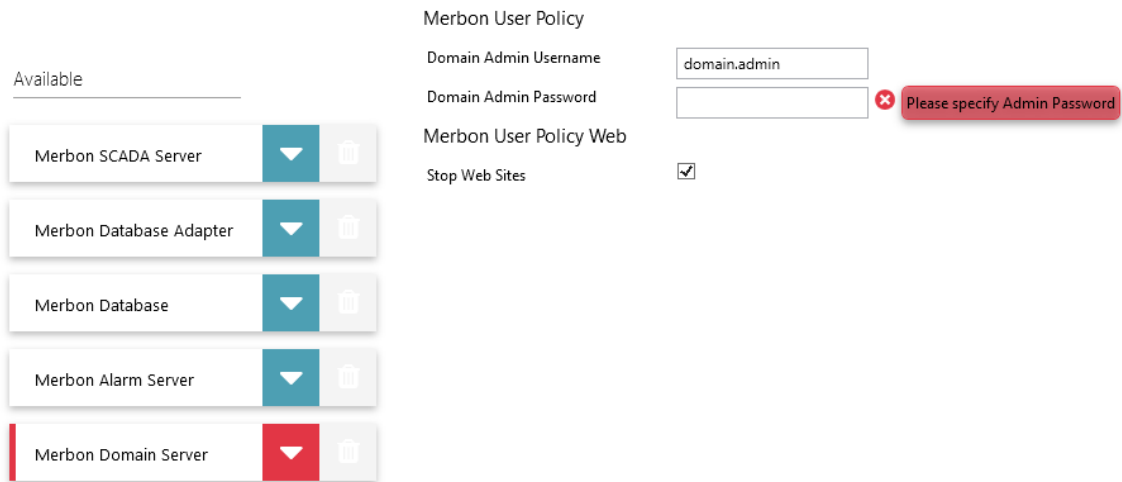 Available
Merbon SCADA Server
Merbon Database Adapter
Merbon Database
Merbon Alarm Server
Merbon Domain Server
Merbon User Policy
Domain Admin Username
domain.admin
Domain Admin Password
Please specify Admin Password
Merbon User Policy Web
Stop Web Sites